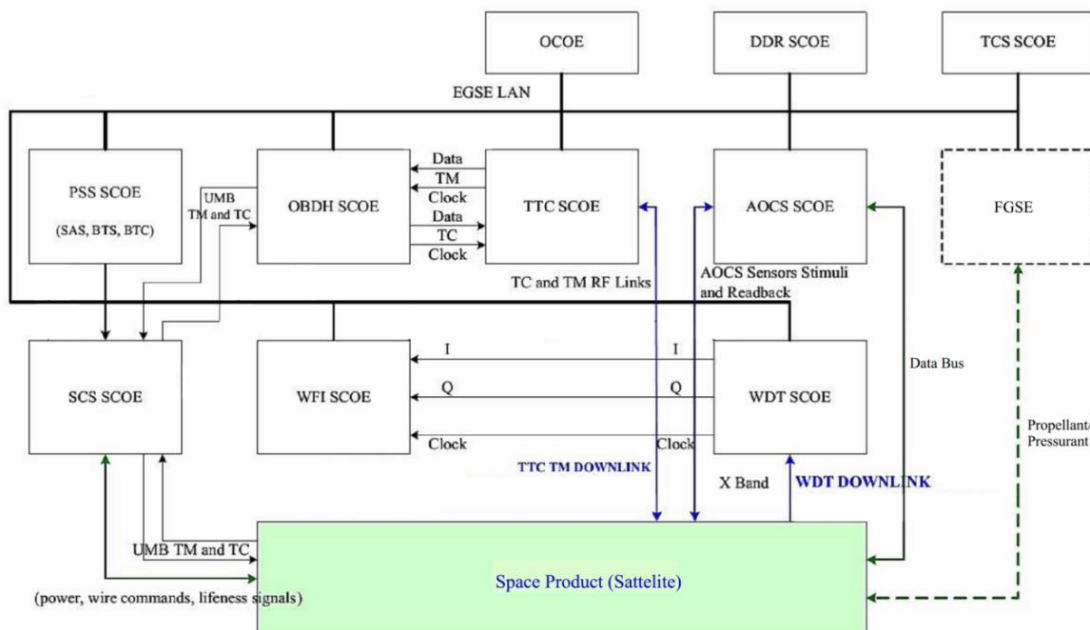 OCOE
DDR SCOE
TCS SCOE
EGSE LAN
PSS SCOE
(SAS, BTS, BTC)
UMB
TM and TC
OBDH SCOE
Data
TM
Clock
Data
TC
Clock
TTC SCOE
AOCS SCOE
FGSE
TC and TM RF Links
AOCS Sensors Stimuli
and Readback
SCS SCOE
WFI SCOE
I
Q
Clock
I
Q
Clock
WDT SCOE
Data Bus
Propellant/
Pressurant
TTC TM DOWNLINK
X Band
WDT DOWNLINK
UMB TM and TC
(power, wire commands, lifeness signals)
Space Product (Sattelite)